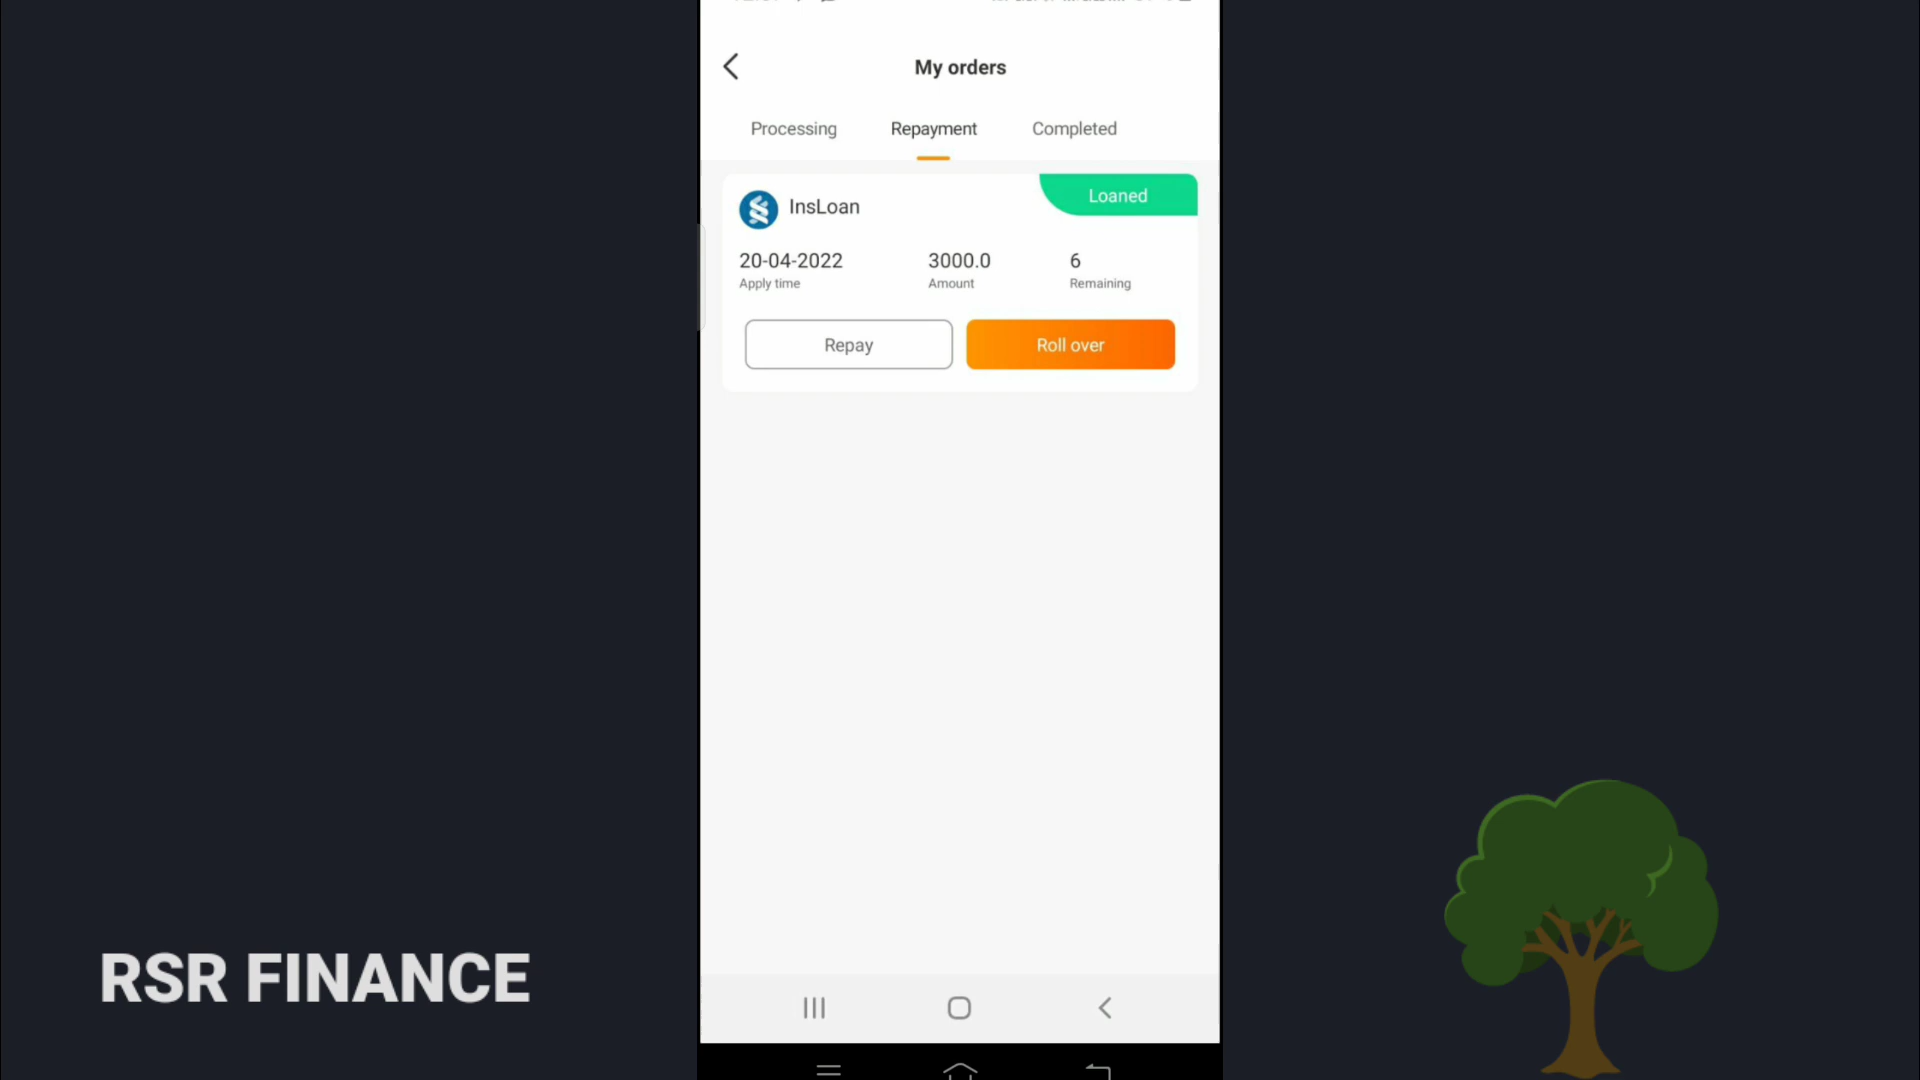 My orders
Processing Repayment Completed
Loaned
InsLoan
20-04-2022 3000.0 6
Apply time Amount Remaining
Repay Roll over
RSR FINANCE